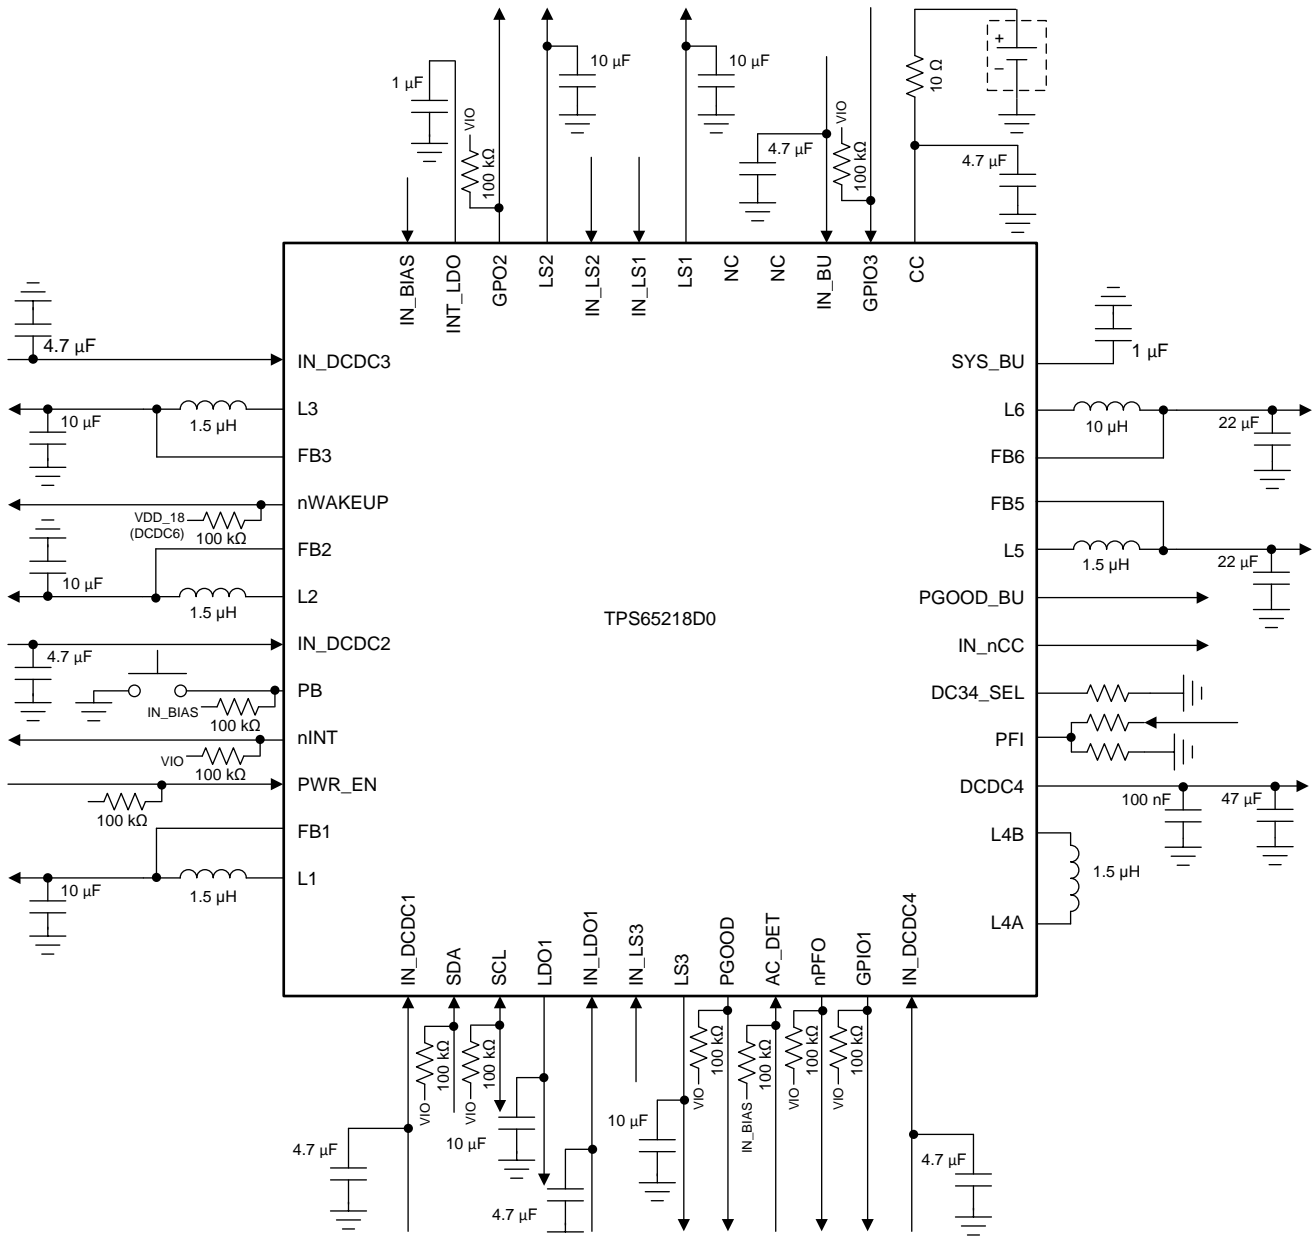 1 µF
VIO
100 kΩ
10 µF
10 µF
4.7 µF
VIO
100 kΩ
10 Ω
+
–
4.7 µF
IN_BIAS
INT_LDO
GPO2
LS2
IN_LS2
IN_LS1
LS1
NC
NC
IN_BU
GPIO3
CC
4.7 µF
IN_DCDC3
10 µF
1.5 µH
L3
FB3
nWAKEUP
VDD_18
(DCDC6)
100 kΩ
FB2
10 µF
1.5 µH
L2
IN_DCDC2
4.7 µF
PB
IN_BIAS
100 kΩ
nINT
VIO
100 kΩ
PWR_EN
100 kΩ
FB1
10 µF
1.5 µH
L1
TPS65218D0
SYS_BU
1 µF
L6
10 µH
22 µF
FB6
FB5
L5
1.5 µH
22 µF
PGOOD_BU
IN_nCC
DC34_SEL
PFI
DCDC4
100 nF
47 µF
L4B
1.5 µH
L4A
IN_DCDC1
SDA
SCL
LDO1
IN_LDO1
IN_LS3
LS3
PGOOD
AC_DET
nPFO
GPIO1
IN_DCDC4
4.7 µF
VIO
100 kΩ
VIO
100 kΩ
10 µF
4.7 µF
10 µF
VIO
100 kΩ
IN_BIAS
100 kΩ
VIO
100 kΩ
VIO
100 kΩ
4.7 µF